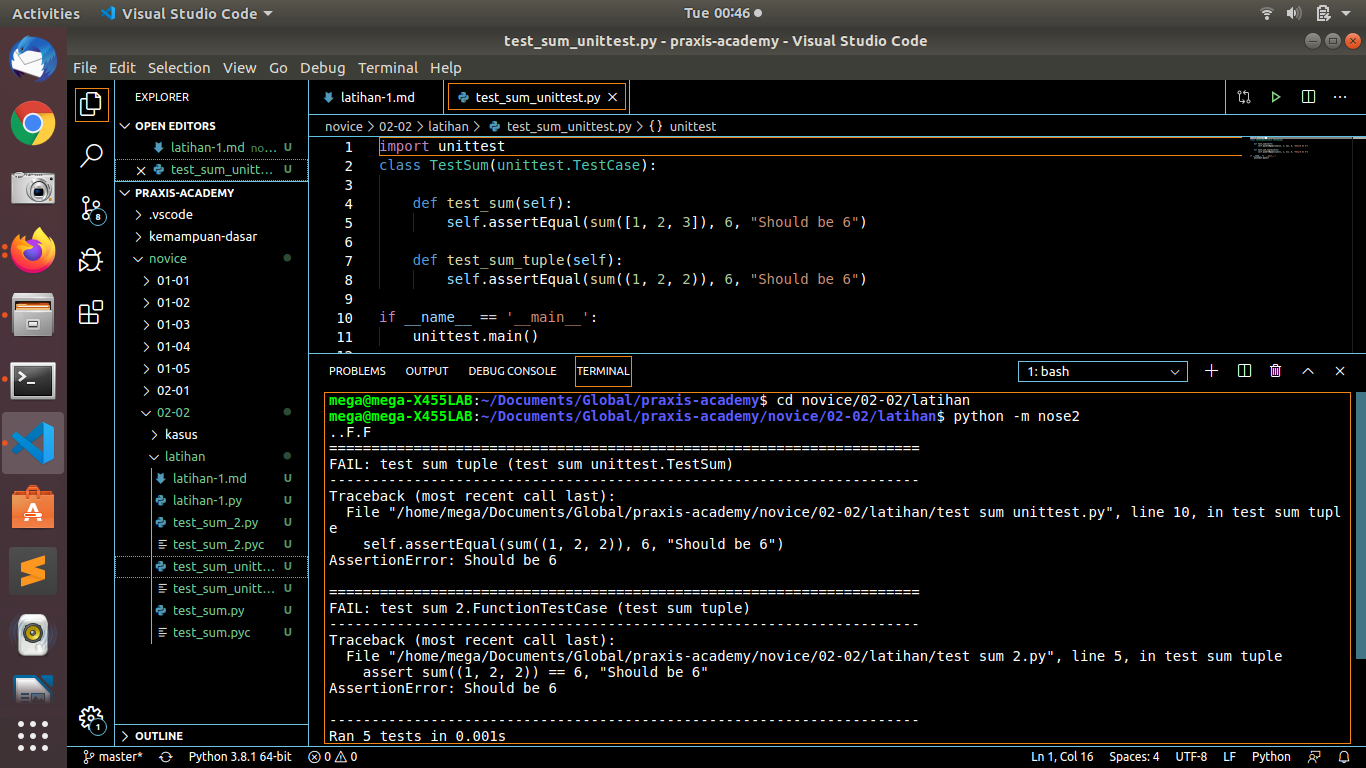 Activities Visual Studio Code Tue 00:46
test_sum_unittest.py - praxis-academy - Visual Studio Code
File Edit Selection View Go Debug Terminal Help
EXPLORER
OPEN EDITORS
latihan-1.md no... U
test_sum_unitt... U
PRAXIS-ACADEMY
.vscode
kemampuan-dasar
novice
01-01
01-02
01-03
01-04
01-05
02-01
02-02
kasus
latihan
latihan-1.md U
latihan-1.py U
test_sum_2.py U
test_sum_2.pyc U
test_sum_unitt... U
test_sum_unitt... U
test_sum.py U
test_sum.pyc U
OUTLINE
8
1
latihan-1.md test_sum_unittest.py
novice > 02-02 > latihan > test_sum_unittest.py > {} unittest
1 import unittest
2 class TestSum(unittest.TestCase):
3
4 def test_sum(self):
5 self.assertEqual(sum([1, 2, 3]), 6, "Should be 6")
6
7 def test_sum_tuple(self):
8 self.assertEqual(sum((1, 2, 2)), 6, "Should be 6")
9
10 if __name__ == '__main__':
11 unittest.main()
PROBLEMS OUTPUT DEBUG CONSOLE TERMINAL 1: bash
mega@mega-X455LAB:~/Documents/Global/praxis-academy$ cd novice/02-02/latihan
mega@mega-X455LAB:~/Documents/Global/praxis-academy/novice/02-02/latihan$ python -m nose2
..F.F
======================================================================
FAIL: test sum tuple (test sum unittest.TestSum)
----------------------------------------------------------------------
Traceback (most recent call last):
File "/home/mega/Documents/Global/praxis-academy/novice/02-02/latihan/test sum unittest.py", line 10, in test sum tupl
e
self.assertEqual(sum((1, 2, 2)), 6, "Should be 6")
AssertionError: Should be 6
======================================================================
FAIL: test sum 2.FunctionTestCase (test sum tuple)
----------------------------------------------------------------------
Traceback (most recent call last):
File "/home/mega/Documents/Global/praxis-academy/novice/02-02/latihan/test sum 2.py", line 5, in test sum tuple
assert sum((1, 2, 2)) == 6, "Should be 6"
AssertionError: Should be 6
----------------------------------------------------------------------
Ran 5 tests in 0.001s
master* Python 3.8.1 64-bit 0 0 Ln 1, Col 16 Spaces: 4 UTF-8 LF Python